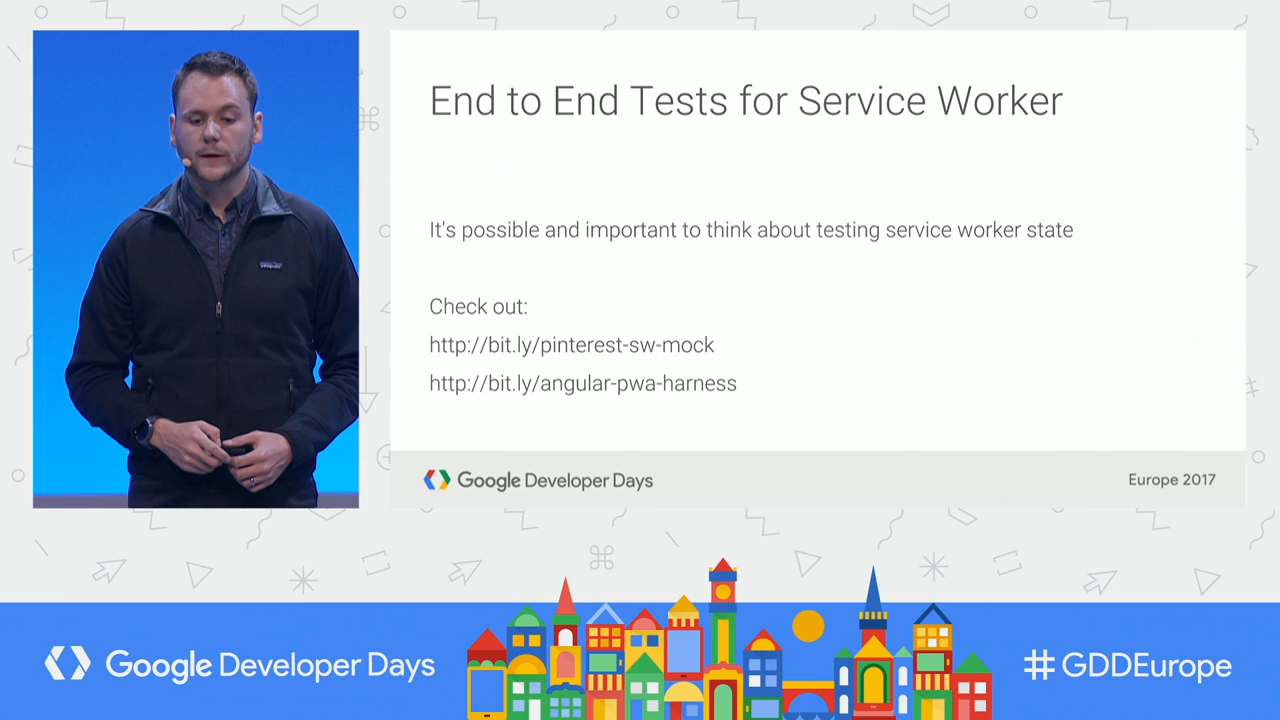 End to End Tests for Service Worker
It's possible and important to think about testing service worker state
Check out:
http://bit.ly/pinterest-sw-mock
http://bit.ly/angular-pwa-harness
Google Developer Days
Europe 2017
Google Developer Days
#GDDEurope